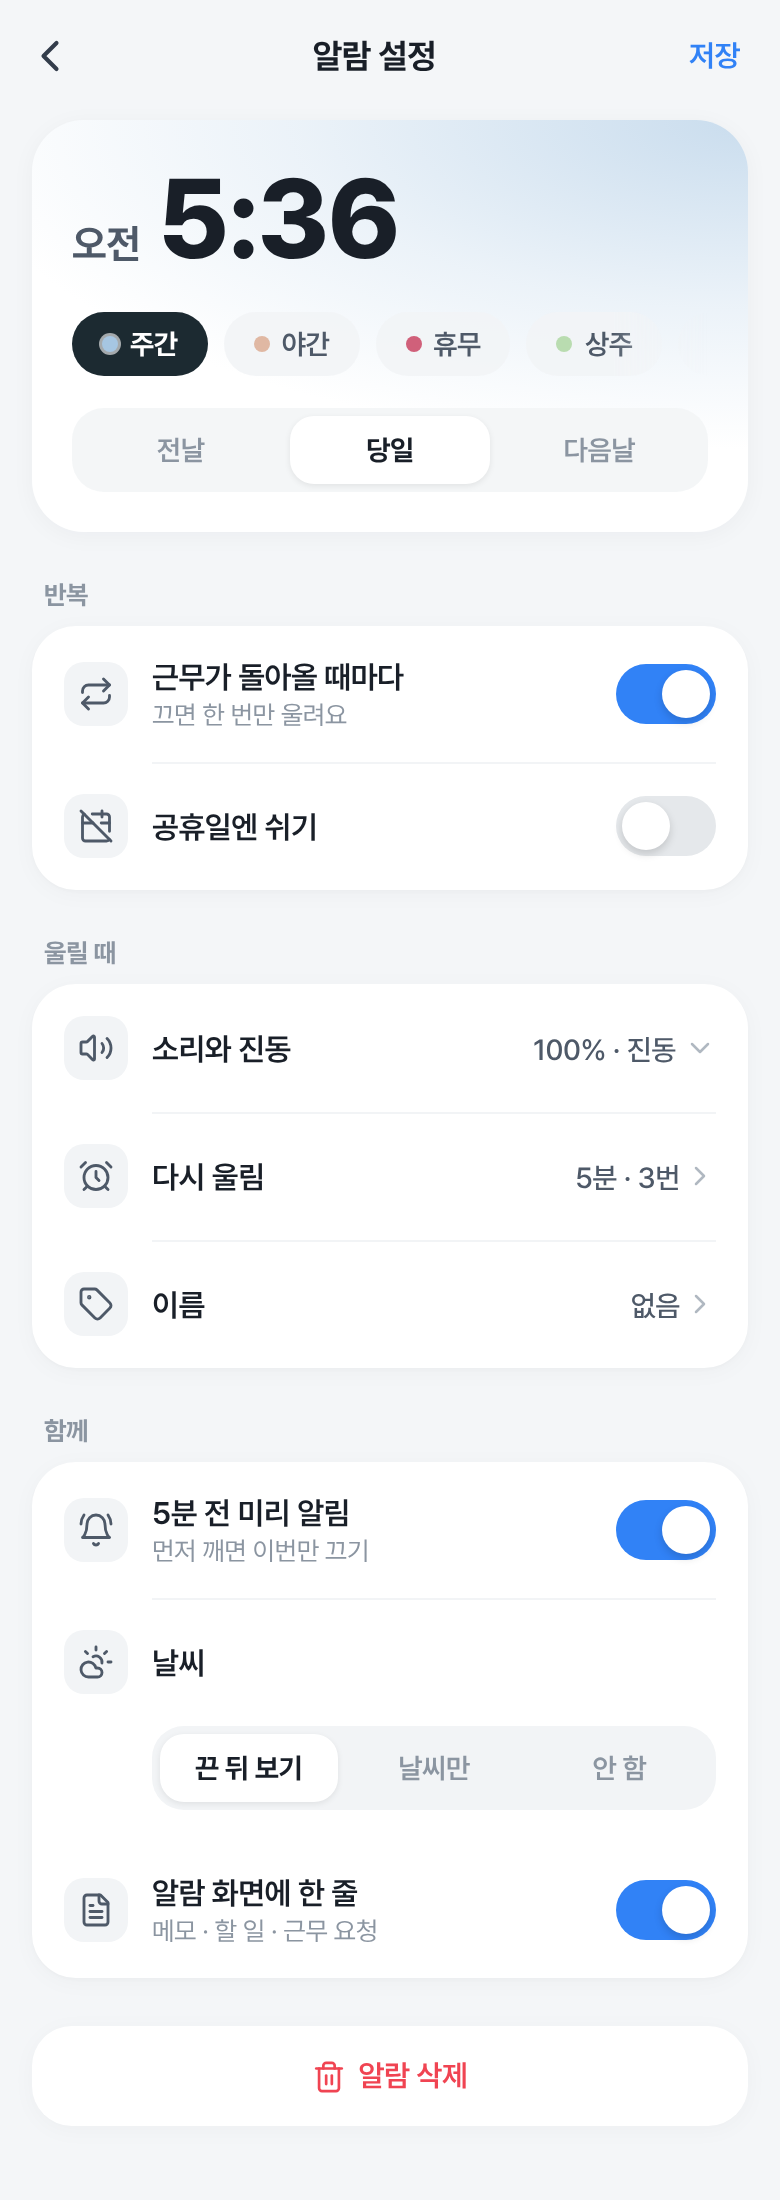 알람 설정
저장
오전 5:36
주간 야간 휴무 상주
전날 당일 다음날
반복
근무가 돌아올 때마다
끄면 한 번만 울려요
공휴일엔 쉬기
울릴 때
소리와 진동 100% · 진동
다시 울림 5분 · 3번
이름 없음
함께
5분 전 미리 알림
먼저 깨면 이번만 끄기
날씨
끈 뒤 보기 날씨만 안 함
알람 화면에 한 줄
메모 · 할 일 · 근무 요청
알람 삭제